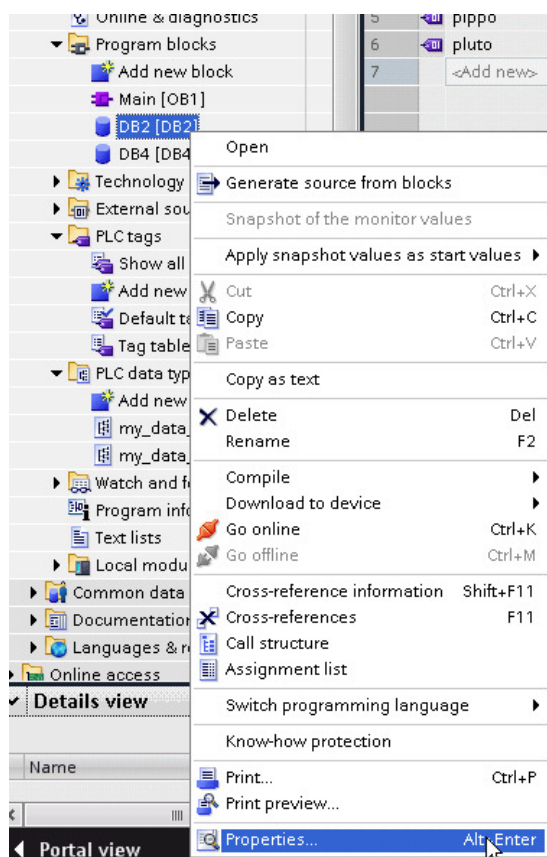 Online & diagnostics
Program blocks
Add new block
Main [OB1]
DB2 [DB2]
DB4 [DB4
Technology
External sou
PLC tags
Show all
Add new
Default ta
Tag table
PLC data typ
Add new
my_data_
my_data_
Watch and fo
Program info
Text lists
Local modu
Common data
Documentation
Languages & re
Online access
Details view
Name
Portal view
5 pippo
6 pluto
7 <Add new>
Open
Generate source from blocks
Snapshot of the monitor values
Apply snapshot values as start values
Cut Ctrl+X
Copy Ctrl+C
Paste Ctrl+V
Copy as text
Delete Del
Rename F2
Compile
Download to device
Go online Ctrl+K
Go offline Ctrl+M
Cross-reference information Shift+F11
Cross-references F11
Call structure
Assignment list
Switch programming language
Know-how protection
Print... Ctrl+P
Print preview...
Properties... Alt+Enter